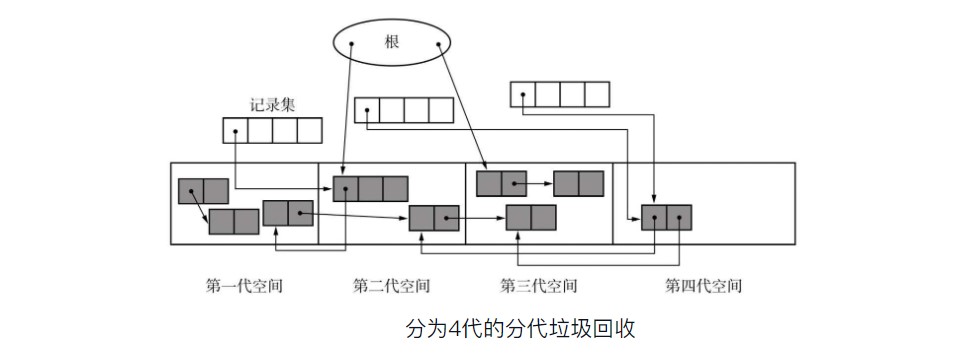 根
记录集
第一代空间
第二代空间
第三代空间
第四代空间
分为4代的分代垃圾回收